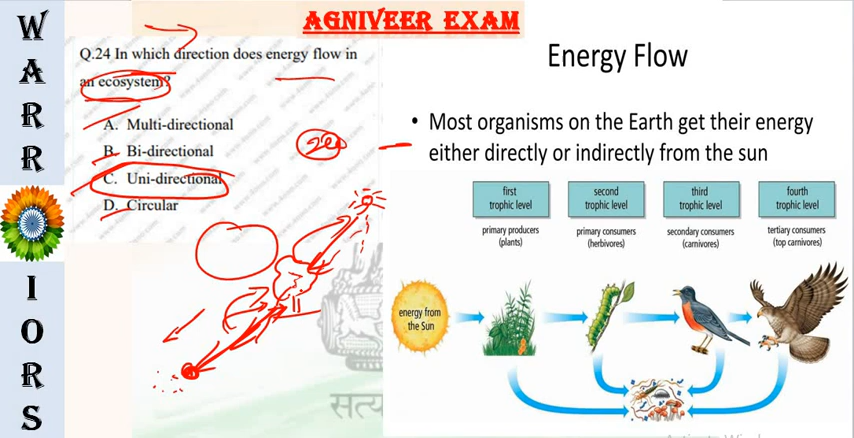 WARR
IORS
AGNIVEER EXAM
Q.24 In which direction does energy flow in
an ecosystem?
A. Multi-directional
B. Bi-directional
C. Uni-directional
D. Circular
सत्य
Energy Flow
• Most organisms on the Earth get their energy
either directly or indirectly from the sun
first
trophic level
second
trophic level
third
trophic level
fourth
trophic level
primary producers
(plants)
primary consumers
(herbivores)
secondary consumers
(carnivores)
tertiary consumers
(top carnivores)
energy from
the Sun